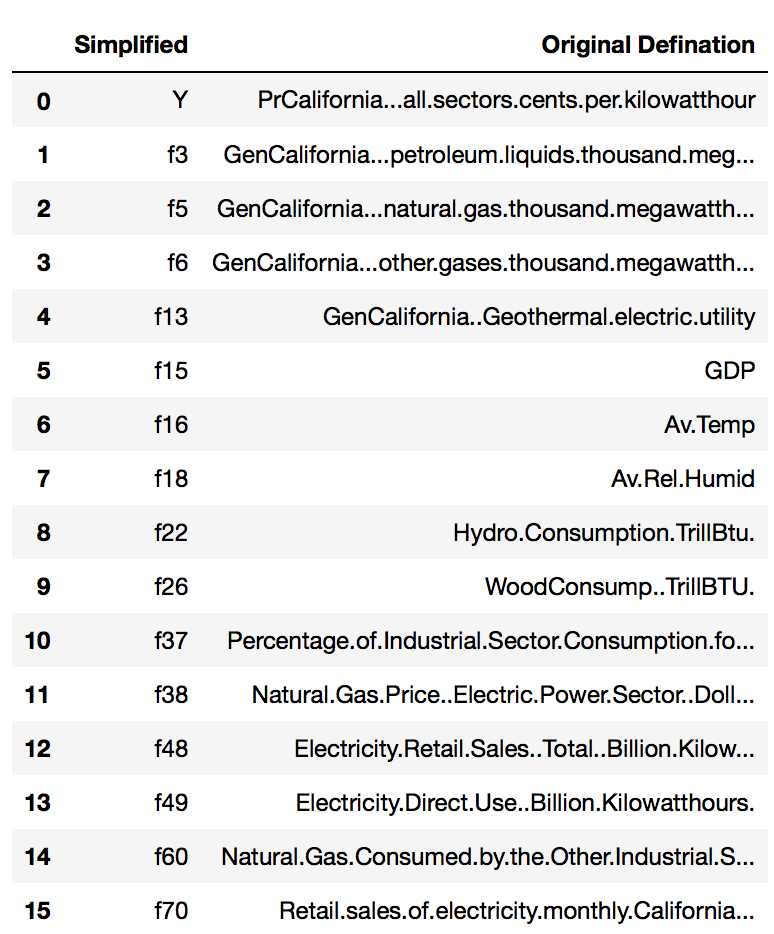 Simplified Original Defination
0 Y PrCalifornia...all.sectors.cents.per.kilowatthour
1 f3 GenCalifornia...petroleum.liquids.thousand.meg...
2 f5 GenCalifornia...natural.gas.thousand.megawatth...
3 f6 GenCalifornia...other.gases.thousand.megawatth...
4 f13 GenCalifornia..Geothermal.electric.utility
5 f15 GDP
6 f16 Av.Temp
7 f18 Av.Rel.Humid
8 f22 Hydro.Consumption.TrillBtu.
9 f26 WoodConsump..TrillBTU.
10 f37 Percentage.of.Industrial.Sector.Consumption.fo...
11 f38 Natural.Gas.Price..Electric.Power.Sector..Doll...
12 f48 Electricity.Retail.Sales..Total..Billion.Kilow...
13 f49 Electricity.Direct.Use..Billion.Kilowatthours.
14 f60 Natural.Gas.Consumed.by.the.Other.Industrial.S...
15 f70 Retail.sales.of.electricity.monthly.California...